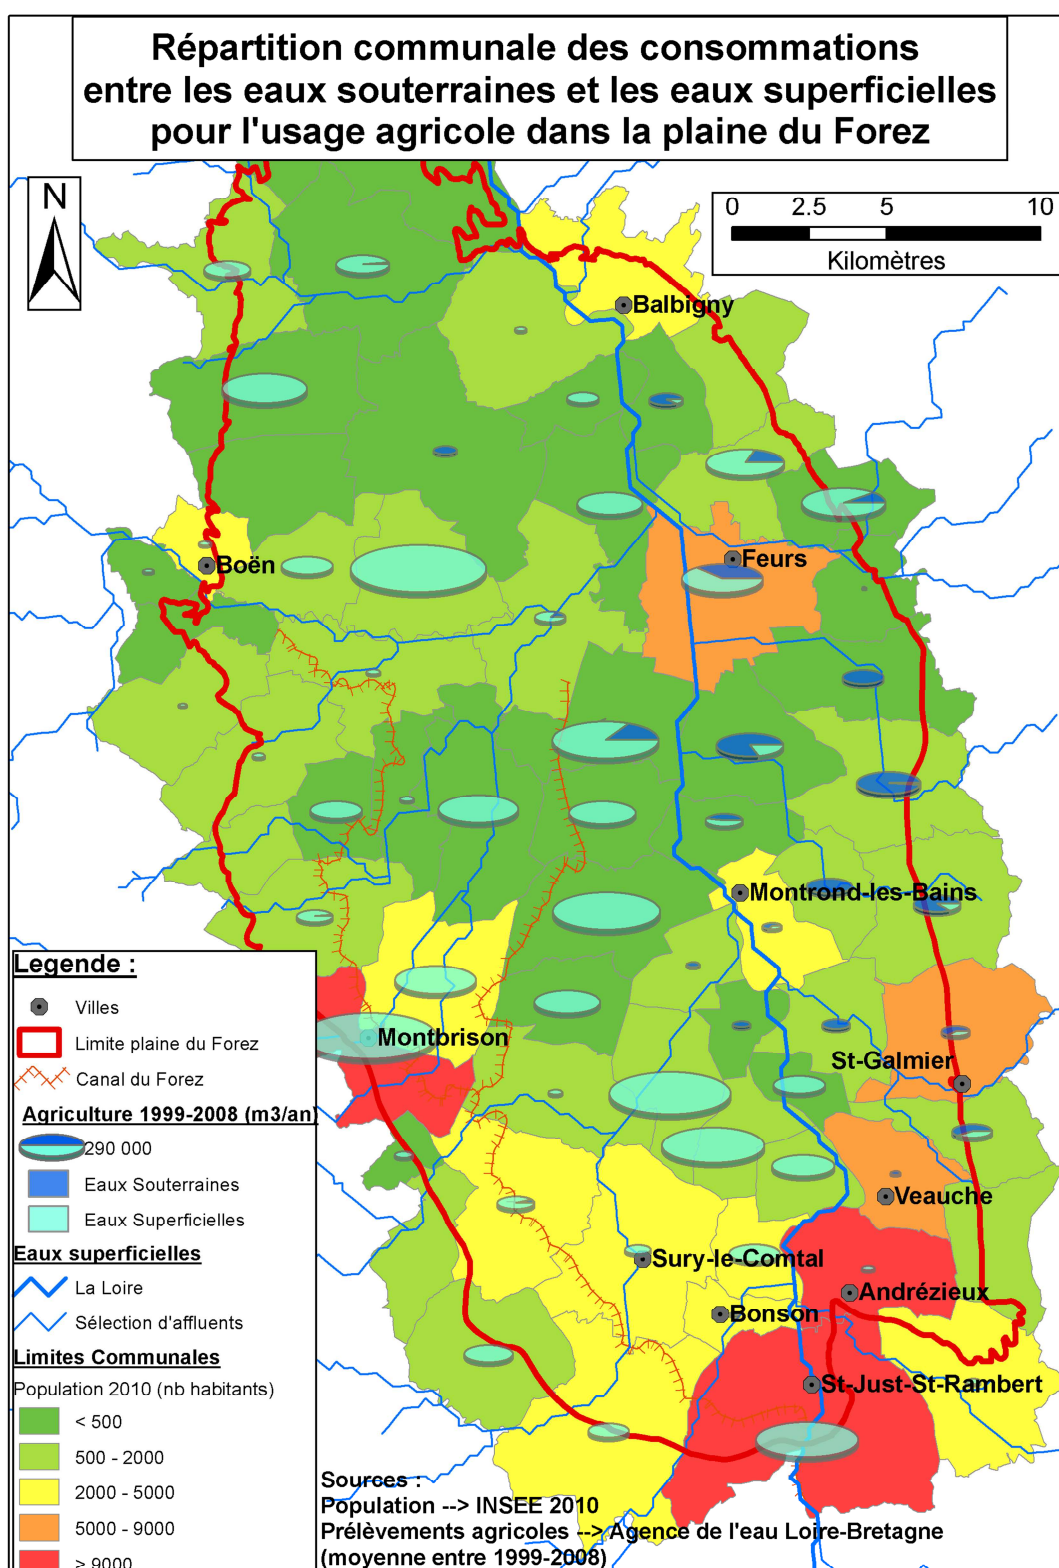 Répartition communale des consommations
entre les eaux souterraines et les eaux superficielles
pour l'usage agricole dans la plaine du Forez
N
0 2.5 5 10
Kilomètres
Balbigny
Boën
Feurs
Montrond-les-Bains
Montbrison
St-Galmier
Veauche
Sury-le-Comtal
Andrézieux
Bonson
St-Just-St-Rambert
Legende :
Villes
Limite plaine du Forez
Canal du Forez
Agriculture 1999-2008 (m3/an)
290 000
Eaux Souterraines
Eaux Superficielles
Eaux superficielles
La Loire
Sélection d'affluents
Limites Communales
Population 2010 (nb habitants)
< 500
500 - 2000
2000 - 5000
5000 - 9000
> 9000
Sources :
Population --> INSEE 2010
Prélèvements agricoles --> Agence de l'eau Loire-Bretagne
(moyenne entre 1999-2008)